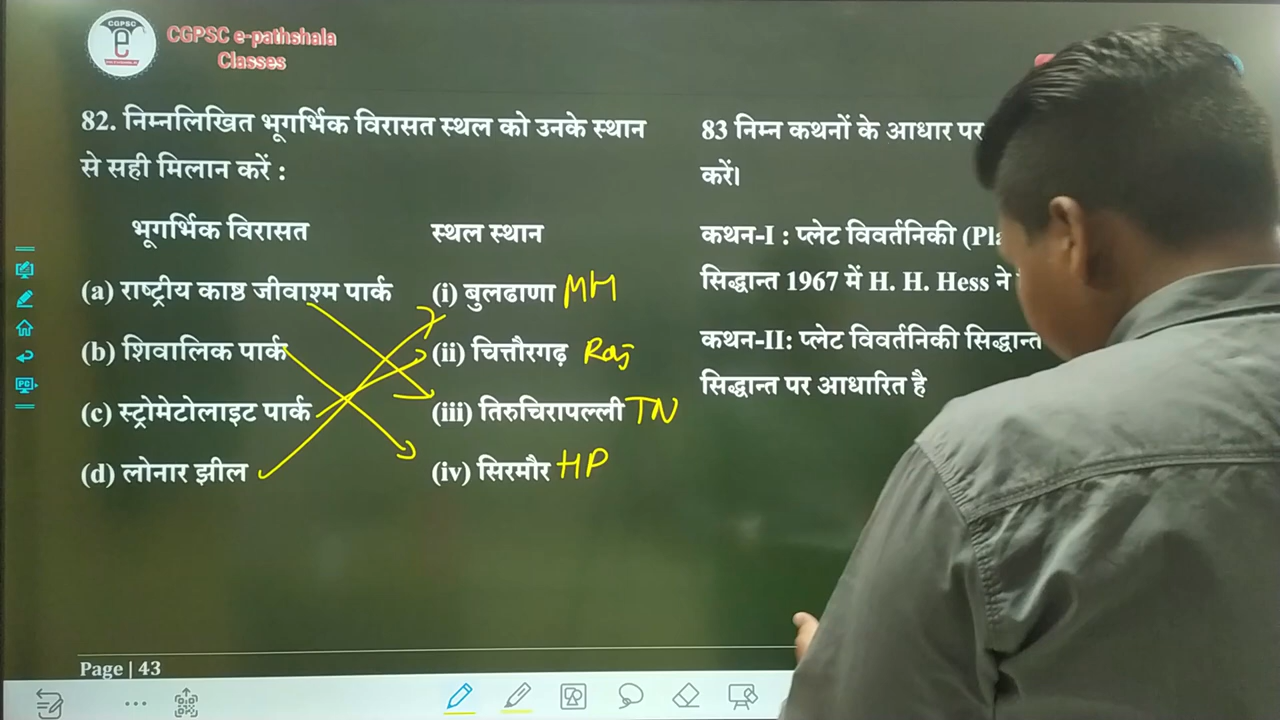 CGPSC
e
CGPSC e-pathshala
Classes
82. निम्नलिखित भूगर्भिक विरासत स्थल को उनके स्थान
से सही मिलान करें :
भूगर्भिक विरासत स्थल स्थान
(a) राष्ट्रीय काष्ठ जीवाश्म पार्क (i) बुलढाणा MH
(b) शिवालिक पार्क (ii) चित्तौरगढ़ Raj
(c) स्ट्रोमेटोलाइट पार्क (iii) तिरुचिरापल्ली TN
(d) लोनार झील (iv) सिरमौर HP
83 निम्न कथनों के आधार पर
करें।
कथन-I : प्लेट विवर्तनिकी (Pla
सिद्धान्त 1967 में H. H. Hess ने
कथन-II: प्लेट विवर्तनिकी सिद्धान्त
सिद्धान्त पर आधारित है
Page | 43